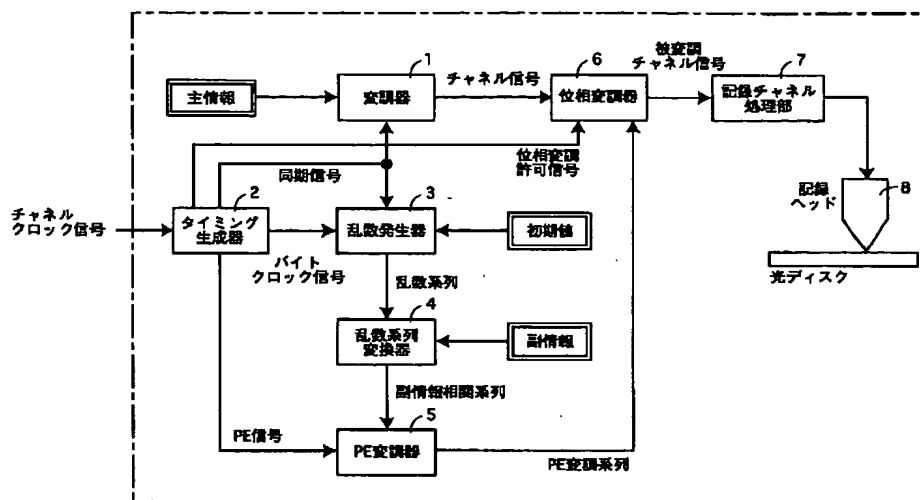 1
チャネル信号
6
被変調
チャネル信号
7
主情報
変調器
位相変調器
記録チャネル
処理部
位相変調
許可信号
同期信号
記録
ヘッド
8
2
3
チャネル
クロック信号
タイミング
生成器
乱数発生器
初期値
バイト
クロック信号
光ディスク
乱数系列
4
乱数系列
変換器
副情報
副情報相関系列
5
PE信号
PE変調器
PE変調系列